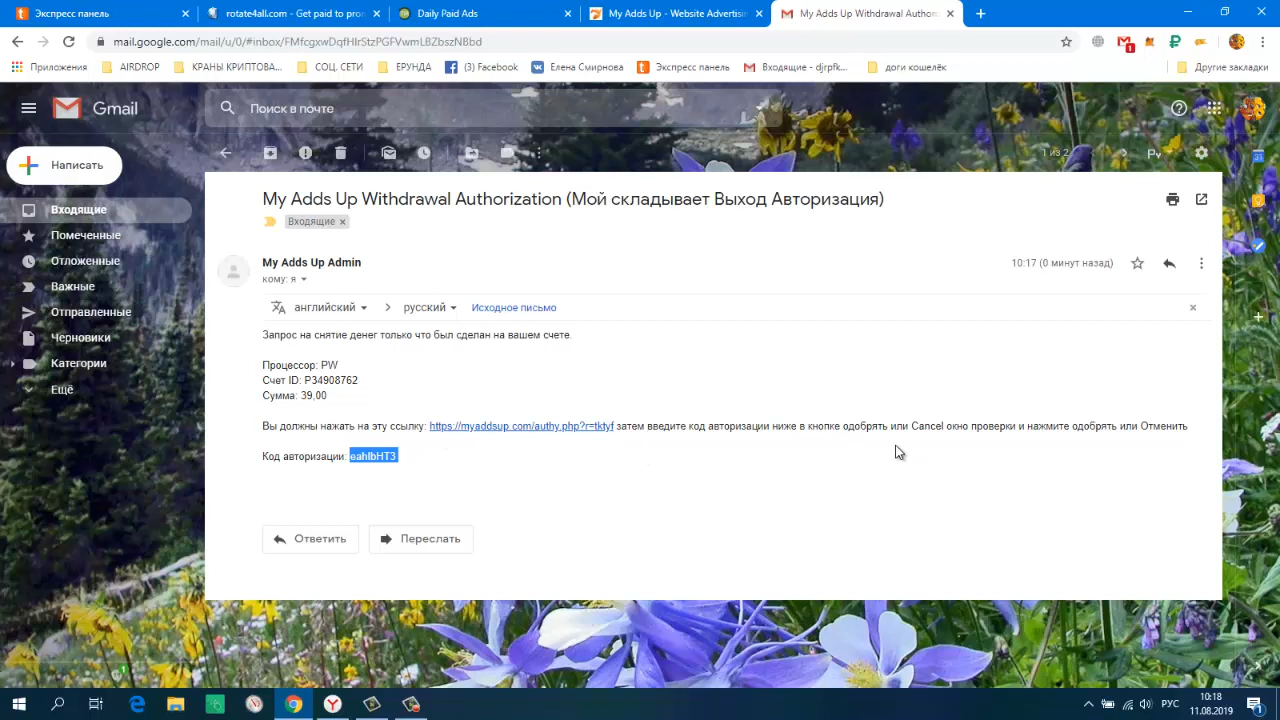 Экспресс панель
rotate4all.com - Get paid to pron
Daily Paid Ads
My Adds Up - Website Advertisin
My Adds Up Withdrawal Authoriz
mail.google.com/mail/u/0/#inbox/FMfcgxwDqfHlrStzPGFVwmLBZbszNBbd
Приложения
AIRDROP
КРАНЫ КРИПТОВА...
СОЦ. СЕТИ
ЕРУНДА
(3) Facebook
Елена Смирнова
Экспресс панель
Входящие - djrpfk...
доги кошелёк
Другие закладки
Gmail
Поиск в почте
Написать
1 из 2
Входящие
Помеченные
Отложенные
Важные
Отправленные
Черновики
Категории
Ещё
My Adds Up Withdrawal Authorization (Мой складывает Выход Авторизация)
Входящие ×
My Adds Up Admin
10:17 (0 минут назад)
кому: я
английский
русский
Исходное письмо
Запрос на снятие денег только что был сделан на вашем счете.
Процессор: PW
Счет ID: P34908762
Сумма: 39,00
Вы должны нажать на эту ссылку: https://myaddsup.com/authy.php?r=tktyf затем введите код авторизации ниже в кнопке одобрять или Cancel окно проверки и нажмите одобрять или Отменить
Код авторизации: eahlbHT3
Ответить
Переслать
РУС
10:18
11.08.2019